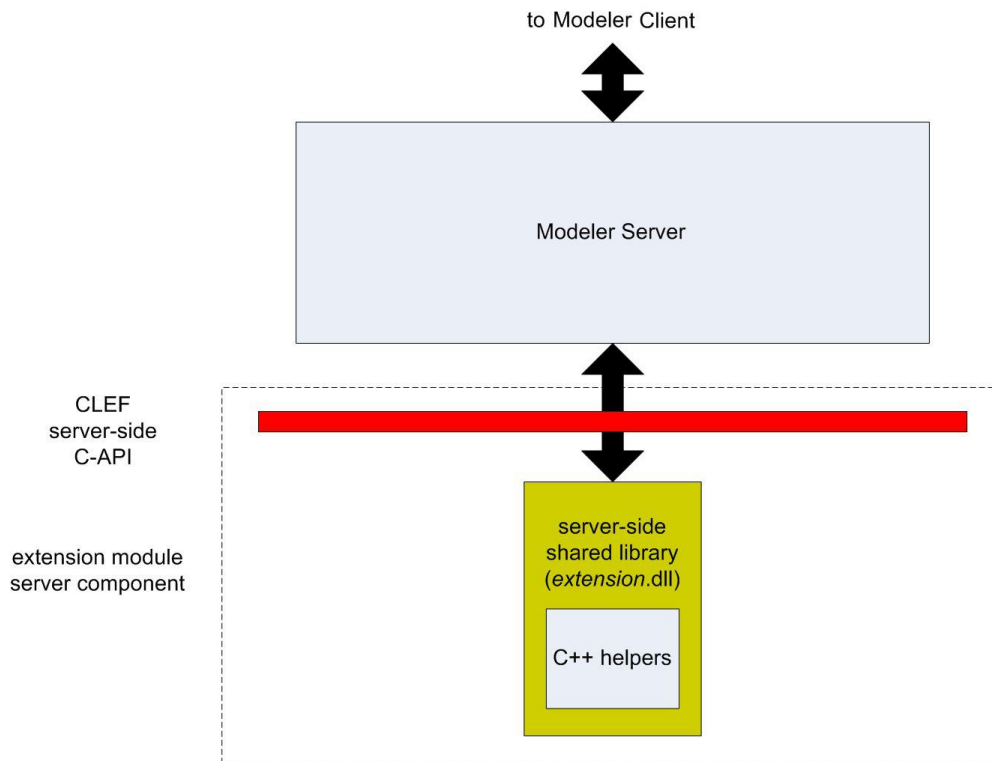 to Modeler Client
Modeler Server
CLEF
server-side
C-API
extension module
server component
server-side
shared library
(extension.dll)
C++ helpers